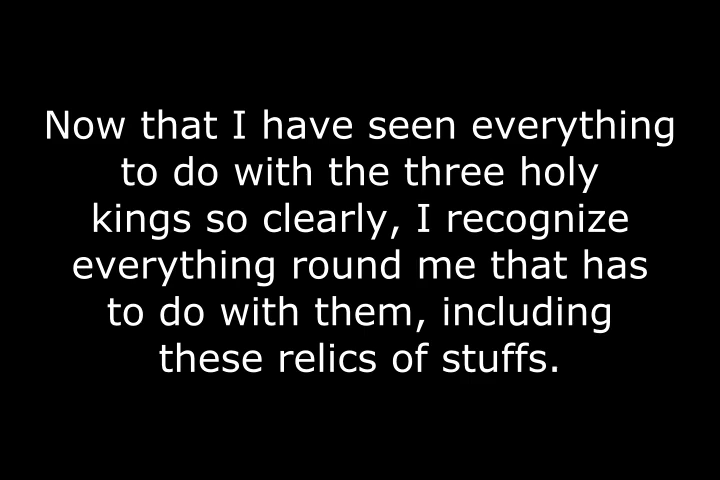 Now that I have seen everything
to do with the three holy
kings so clearly, I recognize
everything round me that has
to do with them, including
these relics of stuffs.